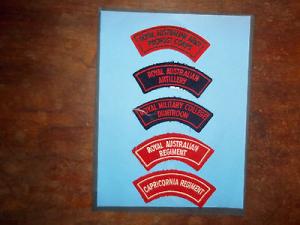 ROYAL AUSTRALIAN ARMY
PROVOST CORPS
ROYAL AUSTRALIAN
ARTILLERY
ROYAL MILITARY COLLEGE
DUNTROON
ROYAL AUSTRALIAN
REGIMENT
CAPRICORNIA REGIMENT